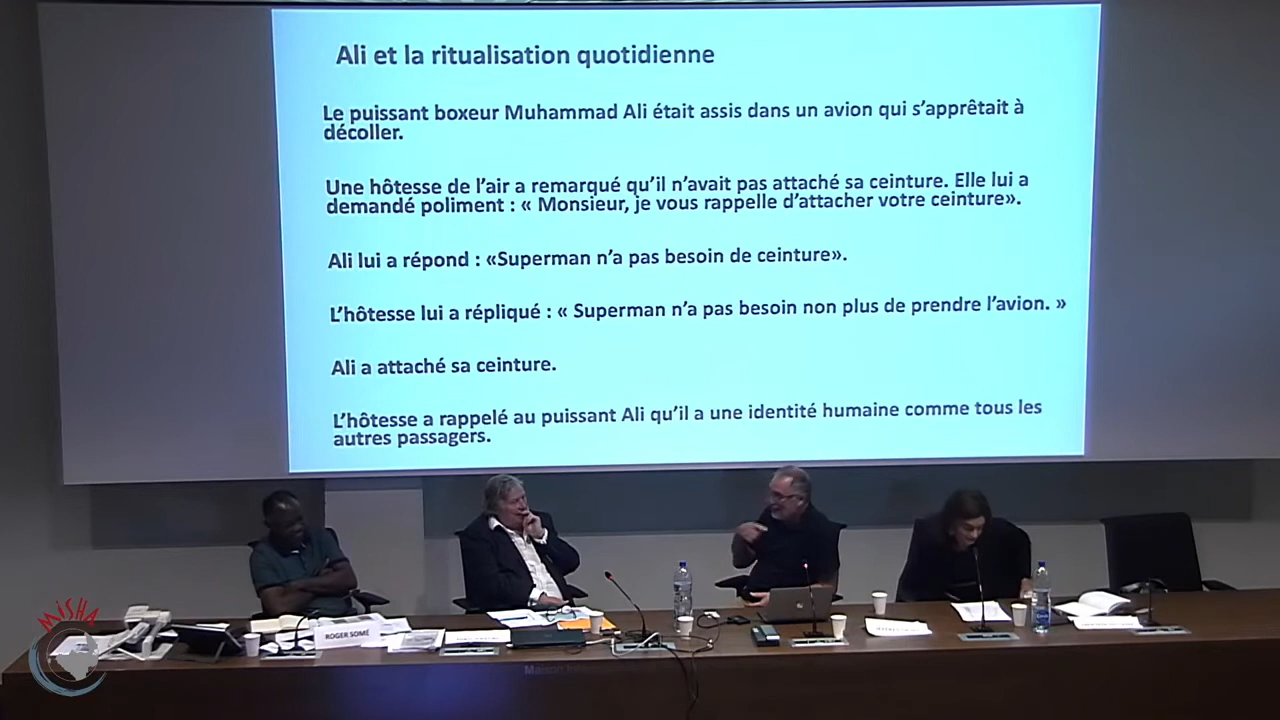 Ali et la ritualisation quotidienne
Le puissant boxeur Muhammad Ali était assis dans un avion qui s'apprêtait à
décoller.
Une hôtesse de l'air a remarqué qu'il n'avait pas attaché sa ceinture. Elle lui a
demandé poliment : « Monsieur, je vous rappelle d'attacher votre ceinture».
Ali lui a répond : «Superman n'a pas besoin de ceinture».
L'hôtesse lui a répliqué : « Superman n'a pas besoin non plus de prendre l'avion. »
Ali a attaché sa ceinture.
L'hôtesse a rappelé au puissant Ali qu'il a une identité humaine comme tous les
autres passagers.
MISHA
ROGER SOMÉ
Maison